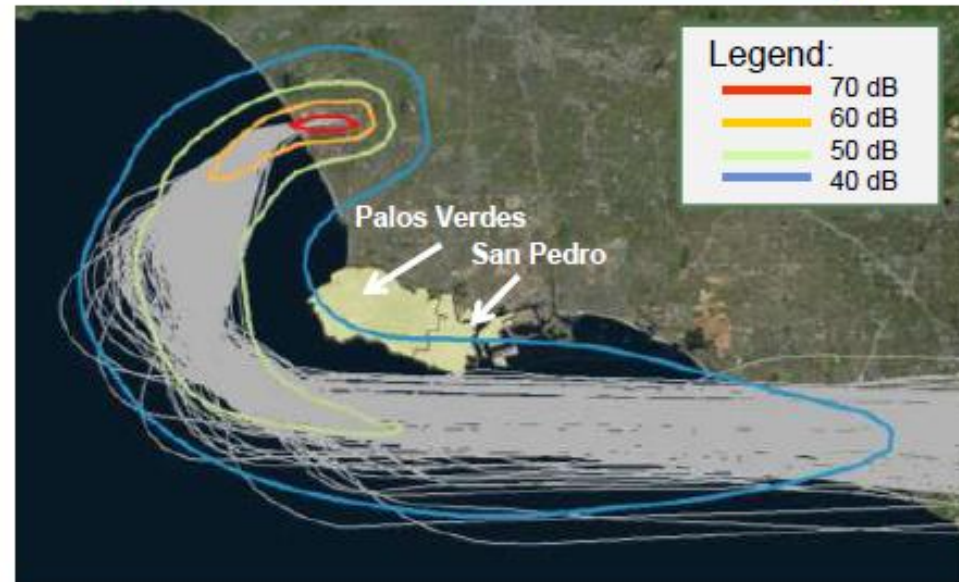 Legend:
70 dB
60 dB
50 dB
40 dB
Palos Verdes
San Pedro